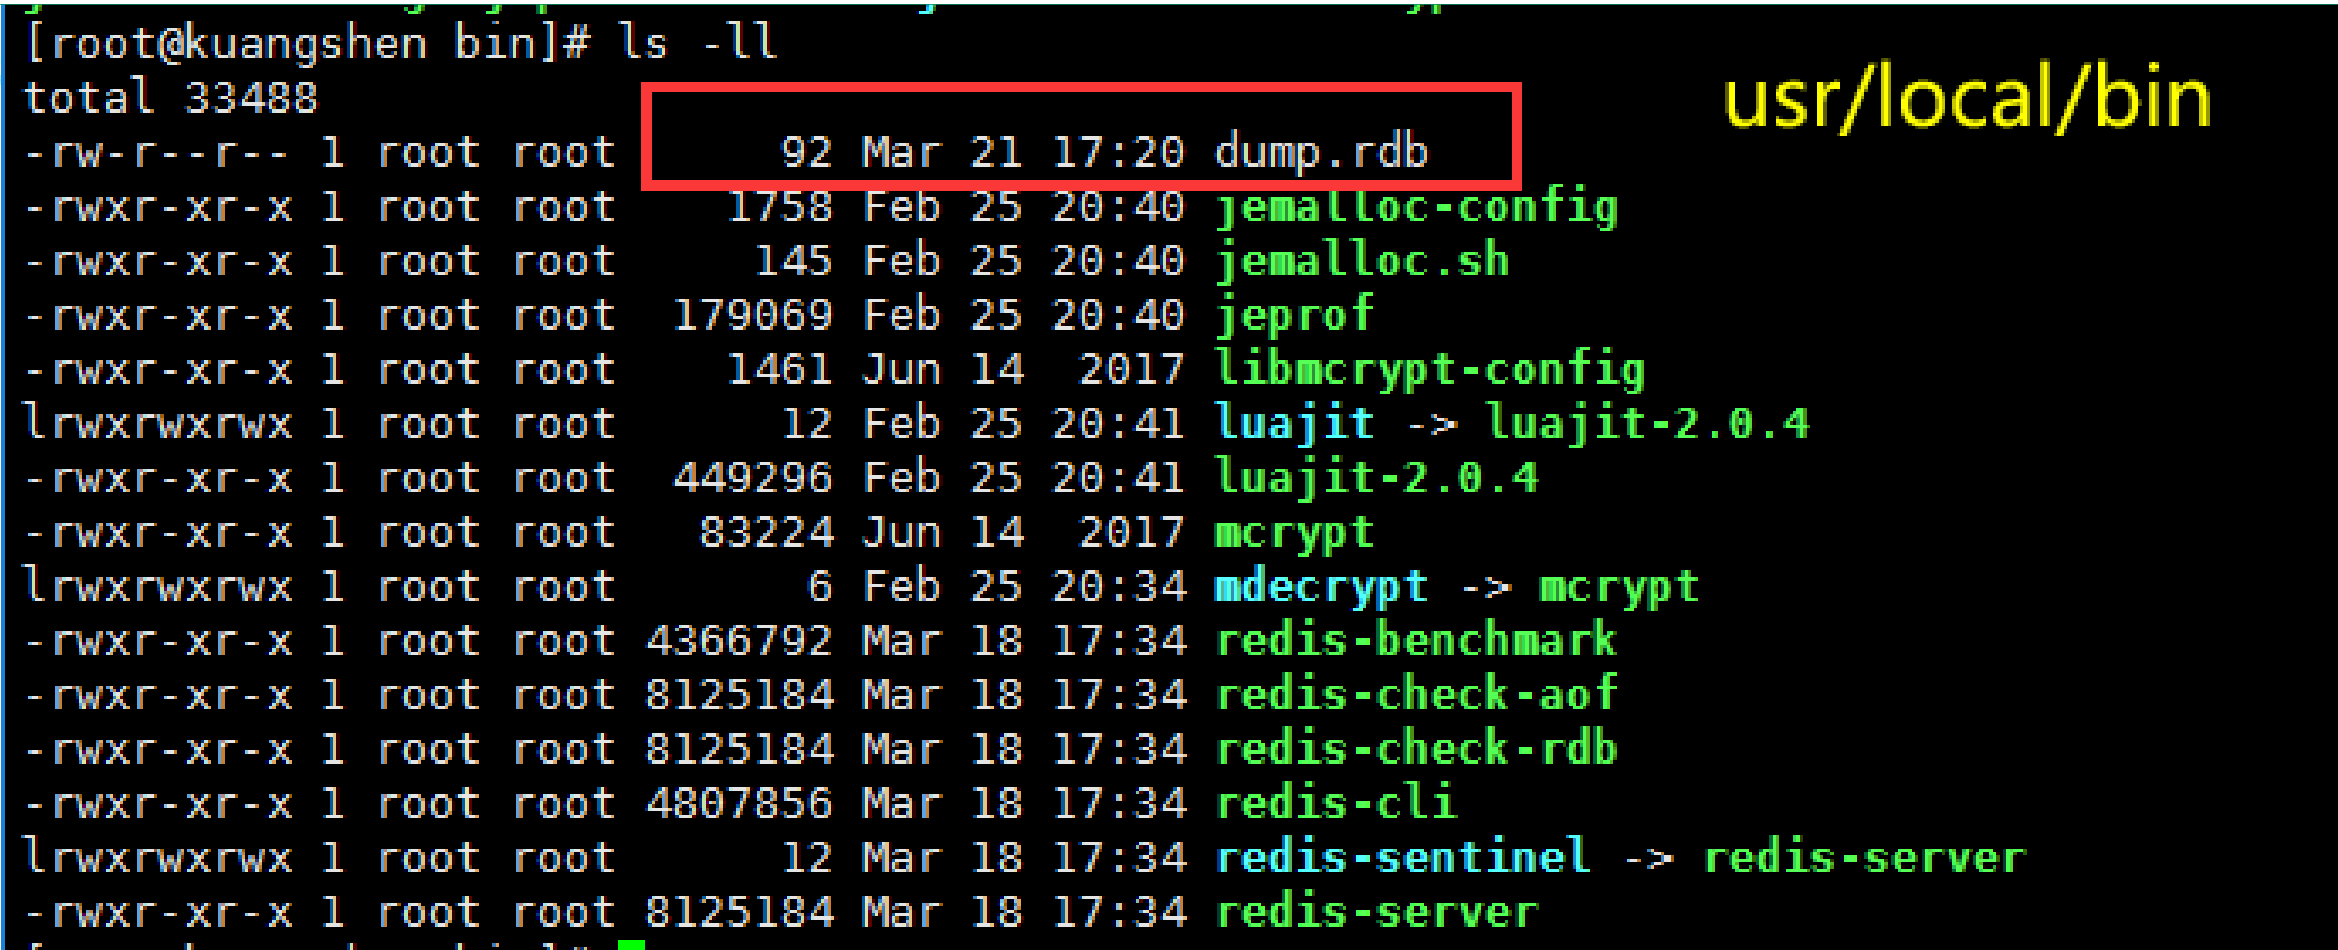 [root@kuangshen bin]# ls -ll
usr/local/bin
total 33488
-rw-r--r-- 1 root root      92 Mar 21 17:20 dump.rdb
-rwxr-xr-x 1 root root    1758 Feb 25 20:40 jemalloc-config
-rwxr-xr-x 1 root root     145 Feb 25 20:40 jemalloc.sh
-rwxr-xr-x 1 root root  179069 Feb 25 20:40 jeprof
-rwxr-xr-x 1 root root    1461 Jun 14  2017 libmcrypt-config
lrwxrwxrwx 1 root root      12 Feb 25 20:41 luajit -> luajit-2.0.4
-rwxr-xr-x 1 root root  449296 Feb 25 20:41 luajit-2.0.4
-rwxr-xr-x 1 root root   83224 Jun 14  2017 mcrypt
lrwxrwxrwx 1 root root       6 Feb 25 20:34 mdecrypt -> mcrypt
-rwxr-xr-x 1 root root 4366792 Mar 18 17:34 redis-benchmark
-rwxr-xr-x 1 root root 8125184 Mar 18 17:34 redis-check-aof
-rwxr-xr-x 1 root root 8125184 Mar 18 17:34 redis-check-rdb
-rwxr-xr-x 1 root root 4807856 Mar 18 17:34 redis-cli
lrwxrwxrwx 1 root root      12 Mar 18 17:34 redis-sentinel -> redis-server
-rwxr-xr-x 1 root root 8125184 Mar 18 17:34 redis-server